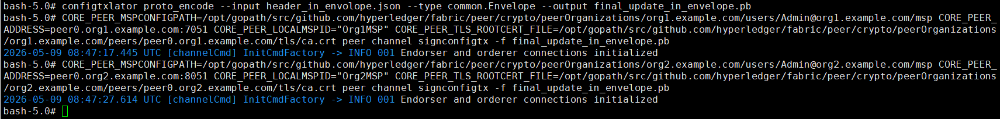 bash-5.0# configtxlator proto_encode --input header_in_envolope.json --type common.Envelope --output final_update_in_envelope.pb
bash-5.0# CORE_PEER_MSPCONFIGPATH=/opt/gopath/src/github.com/hyperledger/fabric/peer/crypto/peerOrganizations/org1.example.com/users/Admin@org1.example.com/msp CORE_PEER_
ADDRESS=peer0.org1.example.com:7051 CORE_PEER_LOCALMSPID="Org1MSP" CORE_PEER_TLS_ROOTCERT_FILE=/opt/gopath/src/github.com/hyperledger/fabric/peer/crypto/peerOrganizations
/org1.example.com/peers/peer0.org1.example.com/tls/ca.crt peer channel signconfigtx -f final_update_in_envelope.pb
2026-05-09 08:47:17.445 UTC [channelCmd] InitCmdFactory -> INFO 001 Endorser and orderer connections initialized
bash-5.0# CORE_PEER_MSPCONFIGPATH=/opt/gopath/src/github.com/hyperledger/fabric/peer/crypto/peerOrganizations/org2.example.com/users/Admin@org2.example.com/msp CORE_PEER_
ADDRESS=peer0.org2.example.com:8051 CORE_PEER_LOCALMSPID="Org2MSP" CORE_PEER_TLS_ROOTCERT_FILE=/opt/gopath/src/github.com/hyperledger/fabric/peer/crypto/peerOrganizations
/org2.example.com/peers/peer0.org2.example.com/tls/ca.crt peer channel signconfigtx -f final_update_in_envelope.pb
2026-05-09 08:47:27.614 UTC [channelCmd] InitCmdFactory -> INFO 001 Endorser and orderer connections initialized
bash-5.0#